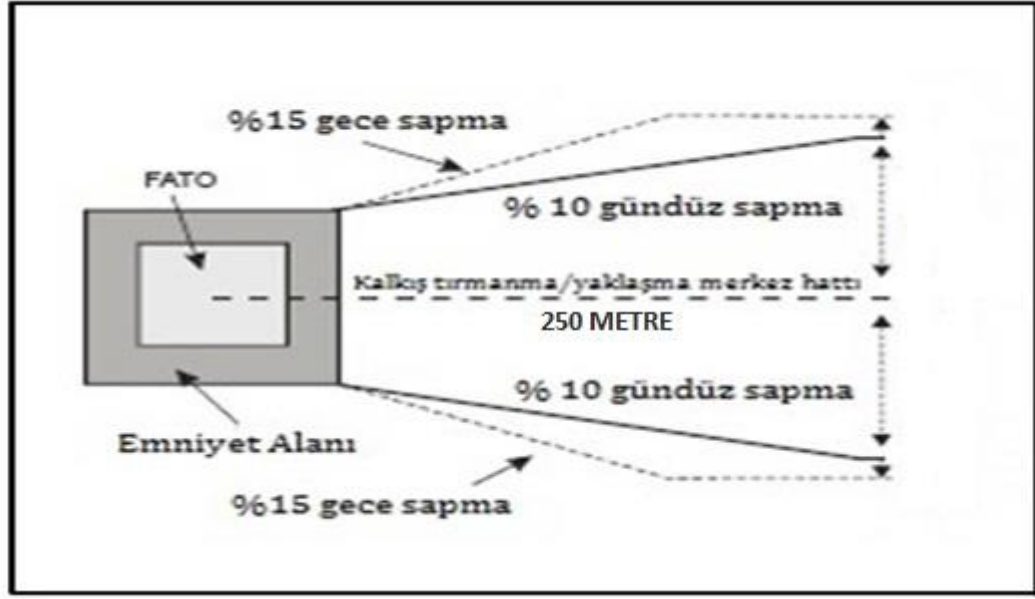 %15 gece sapma
FATO
% 10 gündüz sapma
Kalkış tırmanma/yaklaşma merkez hattı
250 METRE
% 10 gündüz sapma
Emniyet Alanı
%15 gece sapma